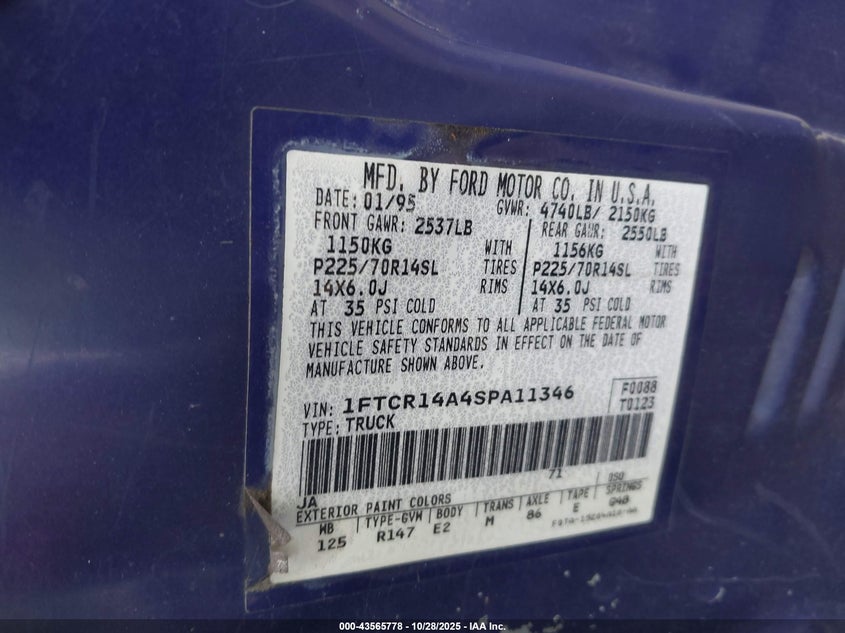 MFD. BY FORD MOTOR CO. IN U.S.A.
DATE: 01/95 GVWR: 4740LB/ 2150KG
FRONT GAWR: 2537LB REAR GAWR: 2550LB
1150KG WITH 1156KG WITH
P225/70R14SL TIRES P225/70R14SL TIRES
14X6.0J RIMS 14X6.0J RIMS
AT 35 PSI COLD AT 35 PSI COLD
THIS VEHICLE CONFORMS TO ALL APPLICABLE FEDERAL MOTOR
VEHICLE SAFETY STANDARDS IN EFFECT ON THE DATE OF
MANUFACTURE SHOWN ABOVE.
VIN: 1FTCR14A4SPA11346 F0088
TYPE: TRUCK T0123
71
JA DSO
EXTERIOR PAINT COLORS
WB TYPE-GVW BODY TRANS AXLE TAPE SPRINGS
125 R147 E2 M 86 E
000-43565778 - 10/28/2025 - IAA Inc.